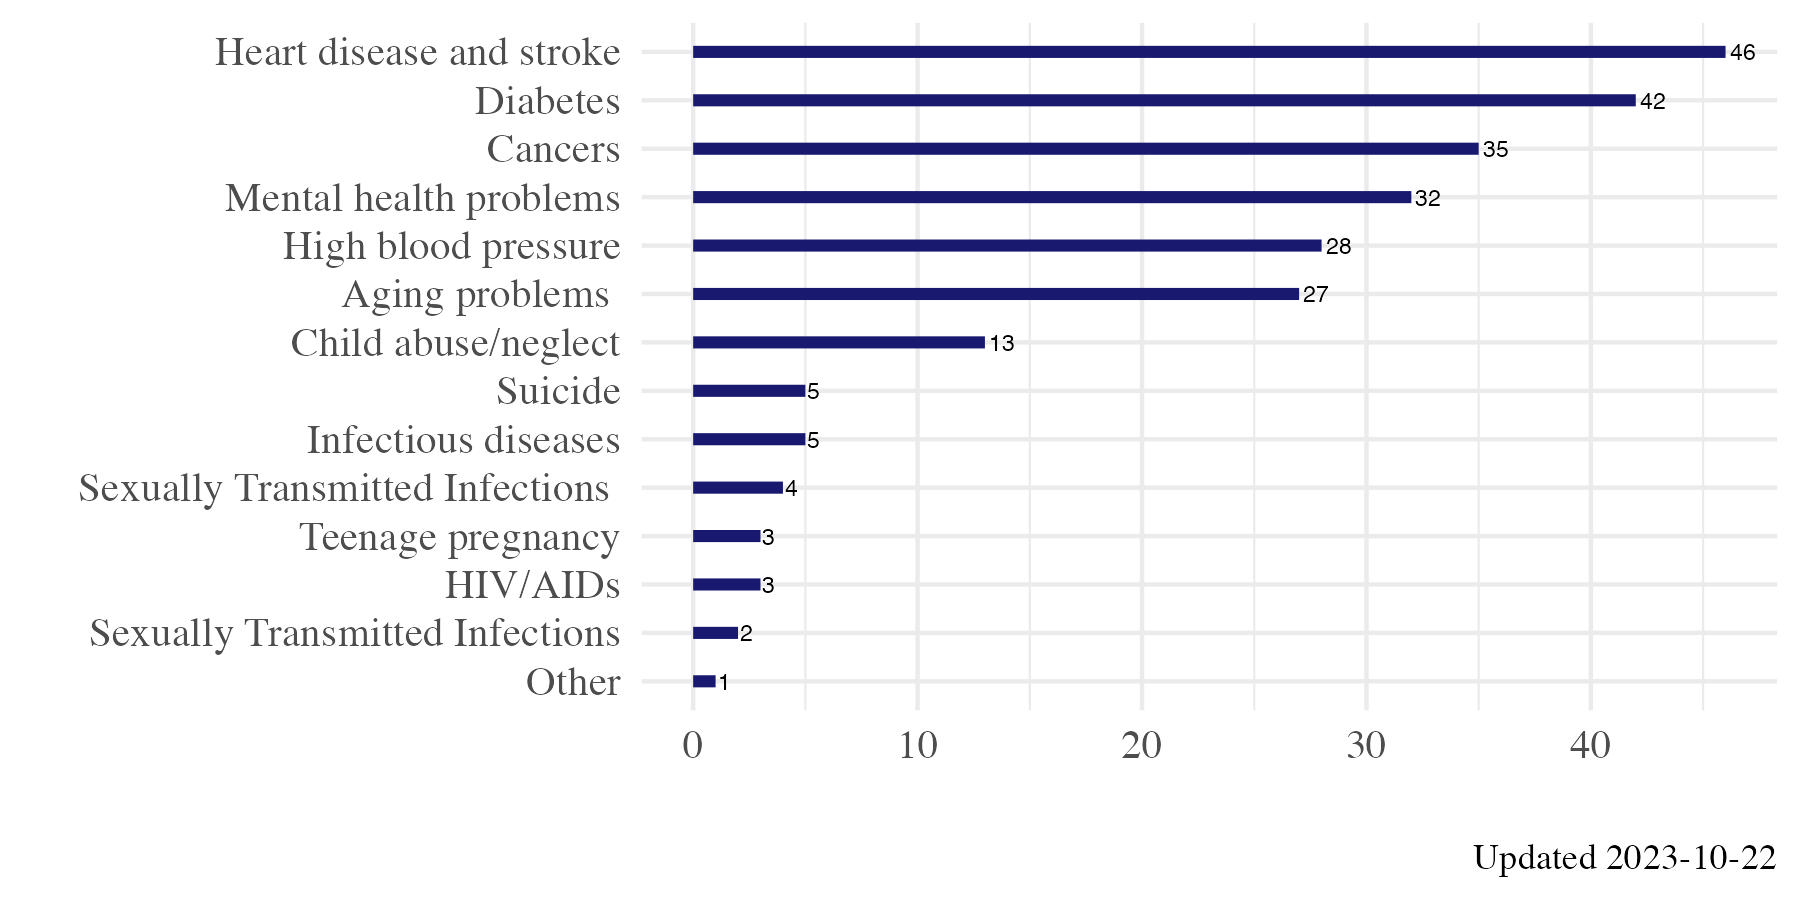 Heart disease and stroke 46
Diabetes 42
Cancers 35
Mental health problems 32
High blood pressure 28
Aging problems 27
Child abuse/neglect 13
Suicide 5
Infectious diseases 5
Sexually Transmitted Infections 4
Teenage pregnancy 3
HIV/AIDs 3
Sexually Transmitted Infections 2
Other 1
0 10 20 30 40
Updated 2023-10-22